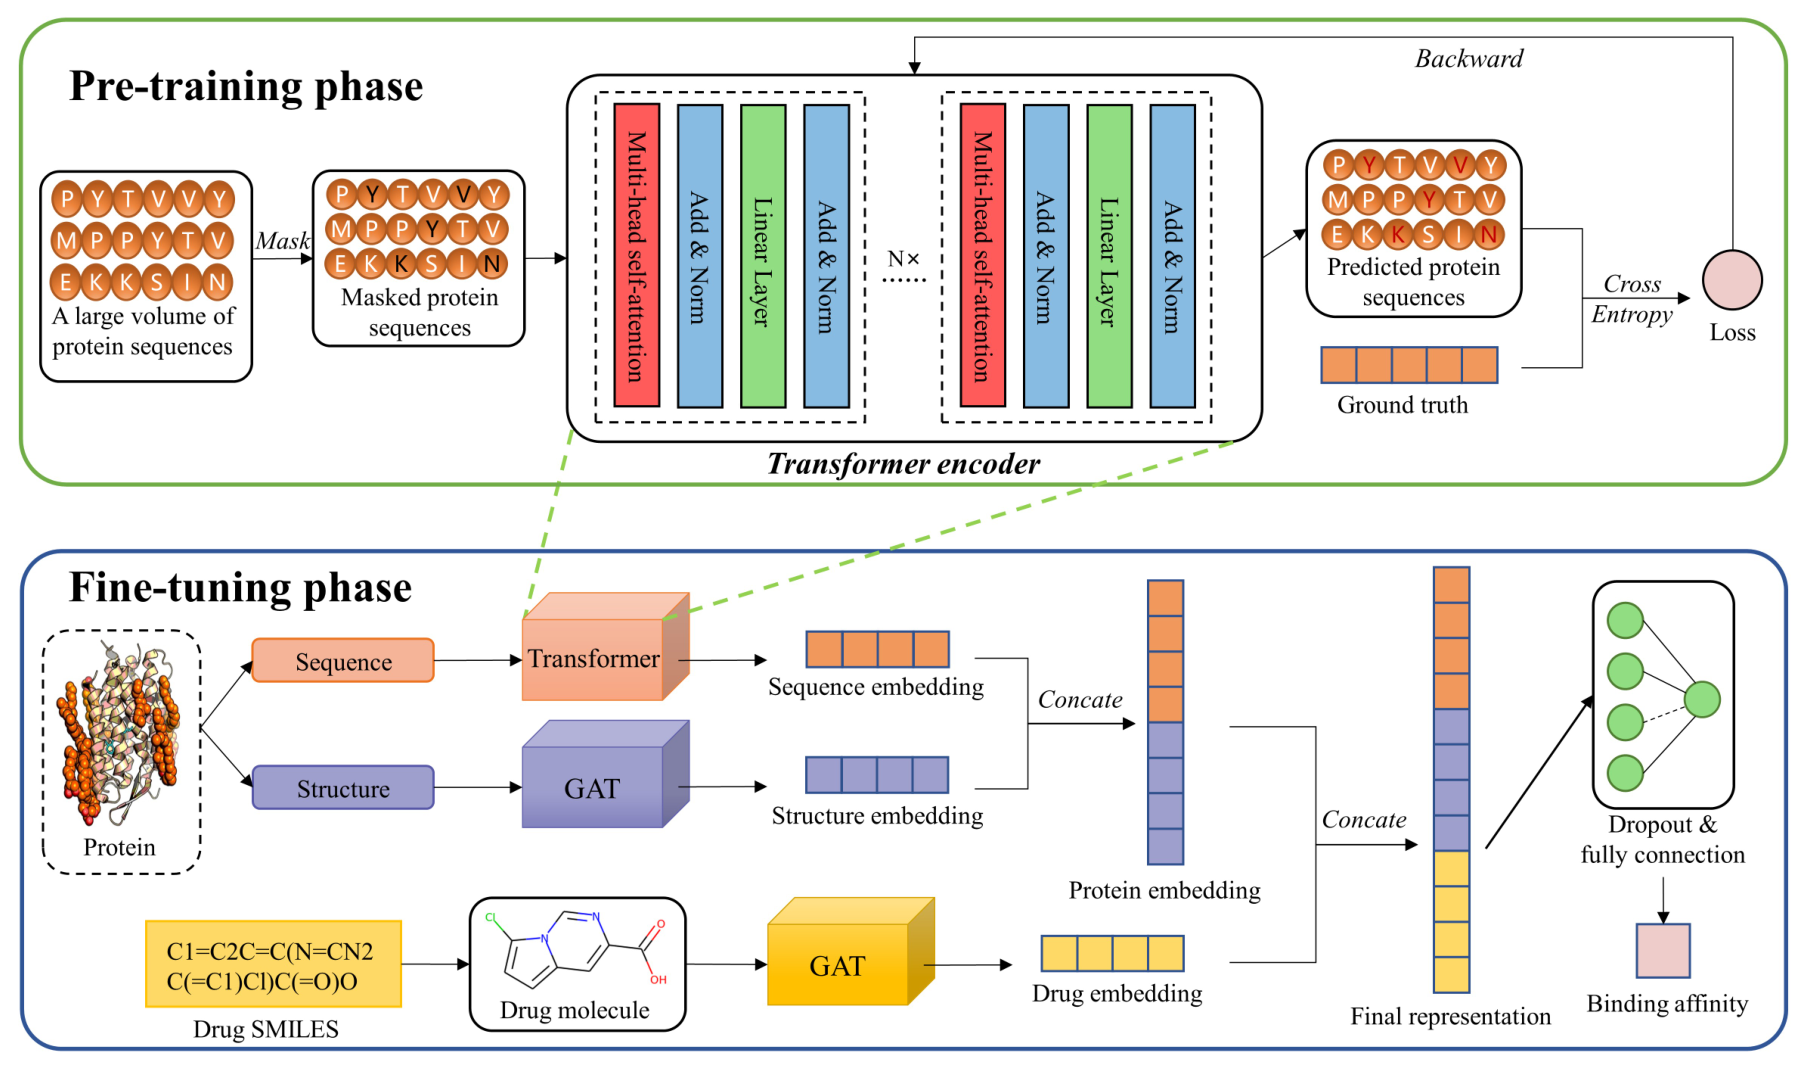 Pre-training phase
Backward
P Y T V V Y
M P P Y T V
E K K S I N
A large volume of
protein sequences
Mask
P Y T V V Y
M P P Y T V
E K K S I N
Masked protein
sequences
Multi-head self-attention
Add & Norm
Linear Layer
Add & Norm
N×
......
Multi-head self-attention
Add & Norm
Linear Layer
Add & Norm
Transformer encoder
P Y T V V Y
M P P Y T V
E K K S I N
Predicted protein
sequences
Ground truth
Cross
Entropy
Loss
Fine-tuning phase
Protein
Sequence
Structure
Transformer
GAT
Sequence embedding
Structure embedding
Concate
Protein embedding
C1=C2C=C(N=CN2
C(=C1)Cl)C(=O)O
Drug SMILES
Cl
N
N
O
OH
Drug molecule
GAT
Drug embedding
Concate
Final representation
Dropout &
fully connection
Binding affinity